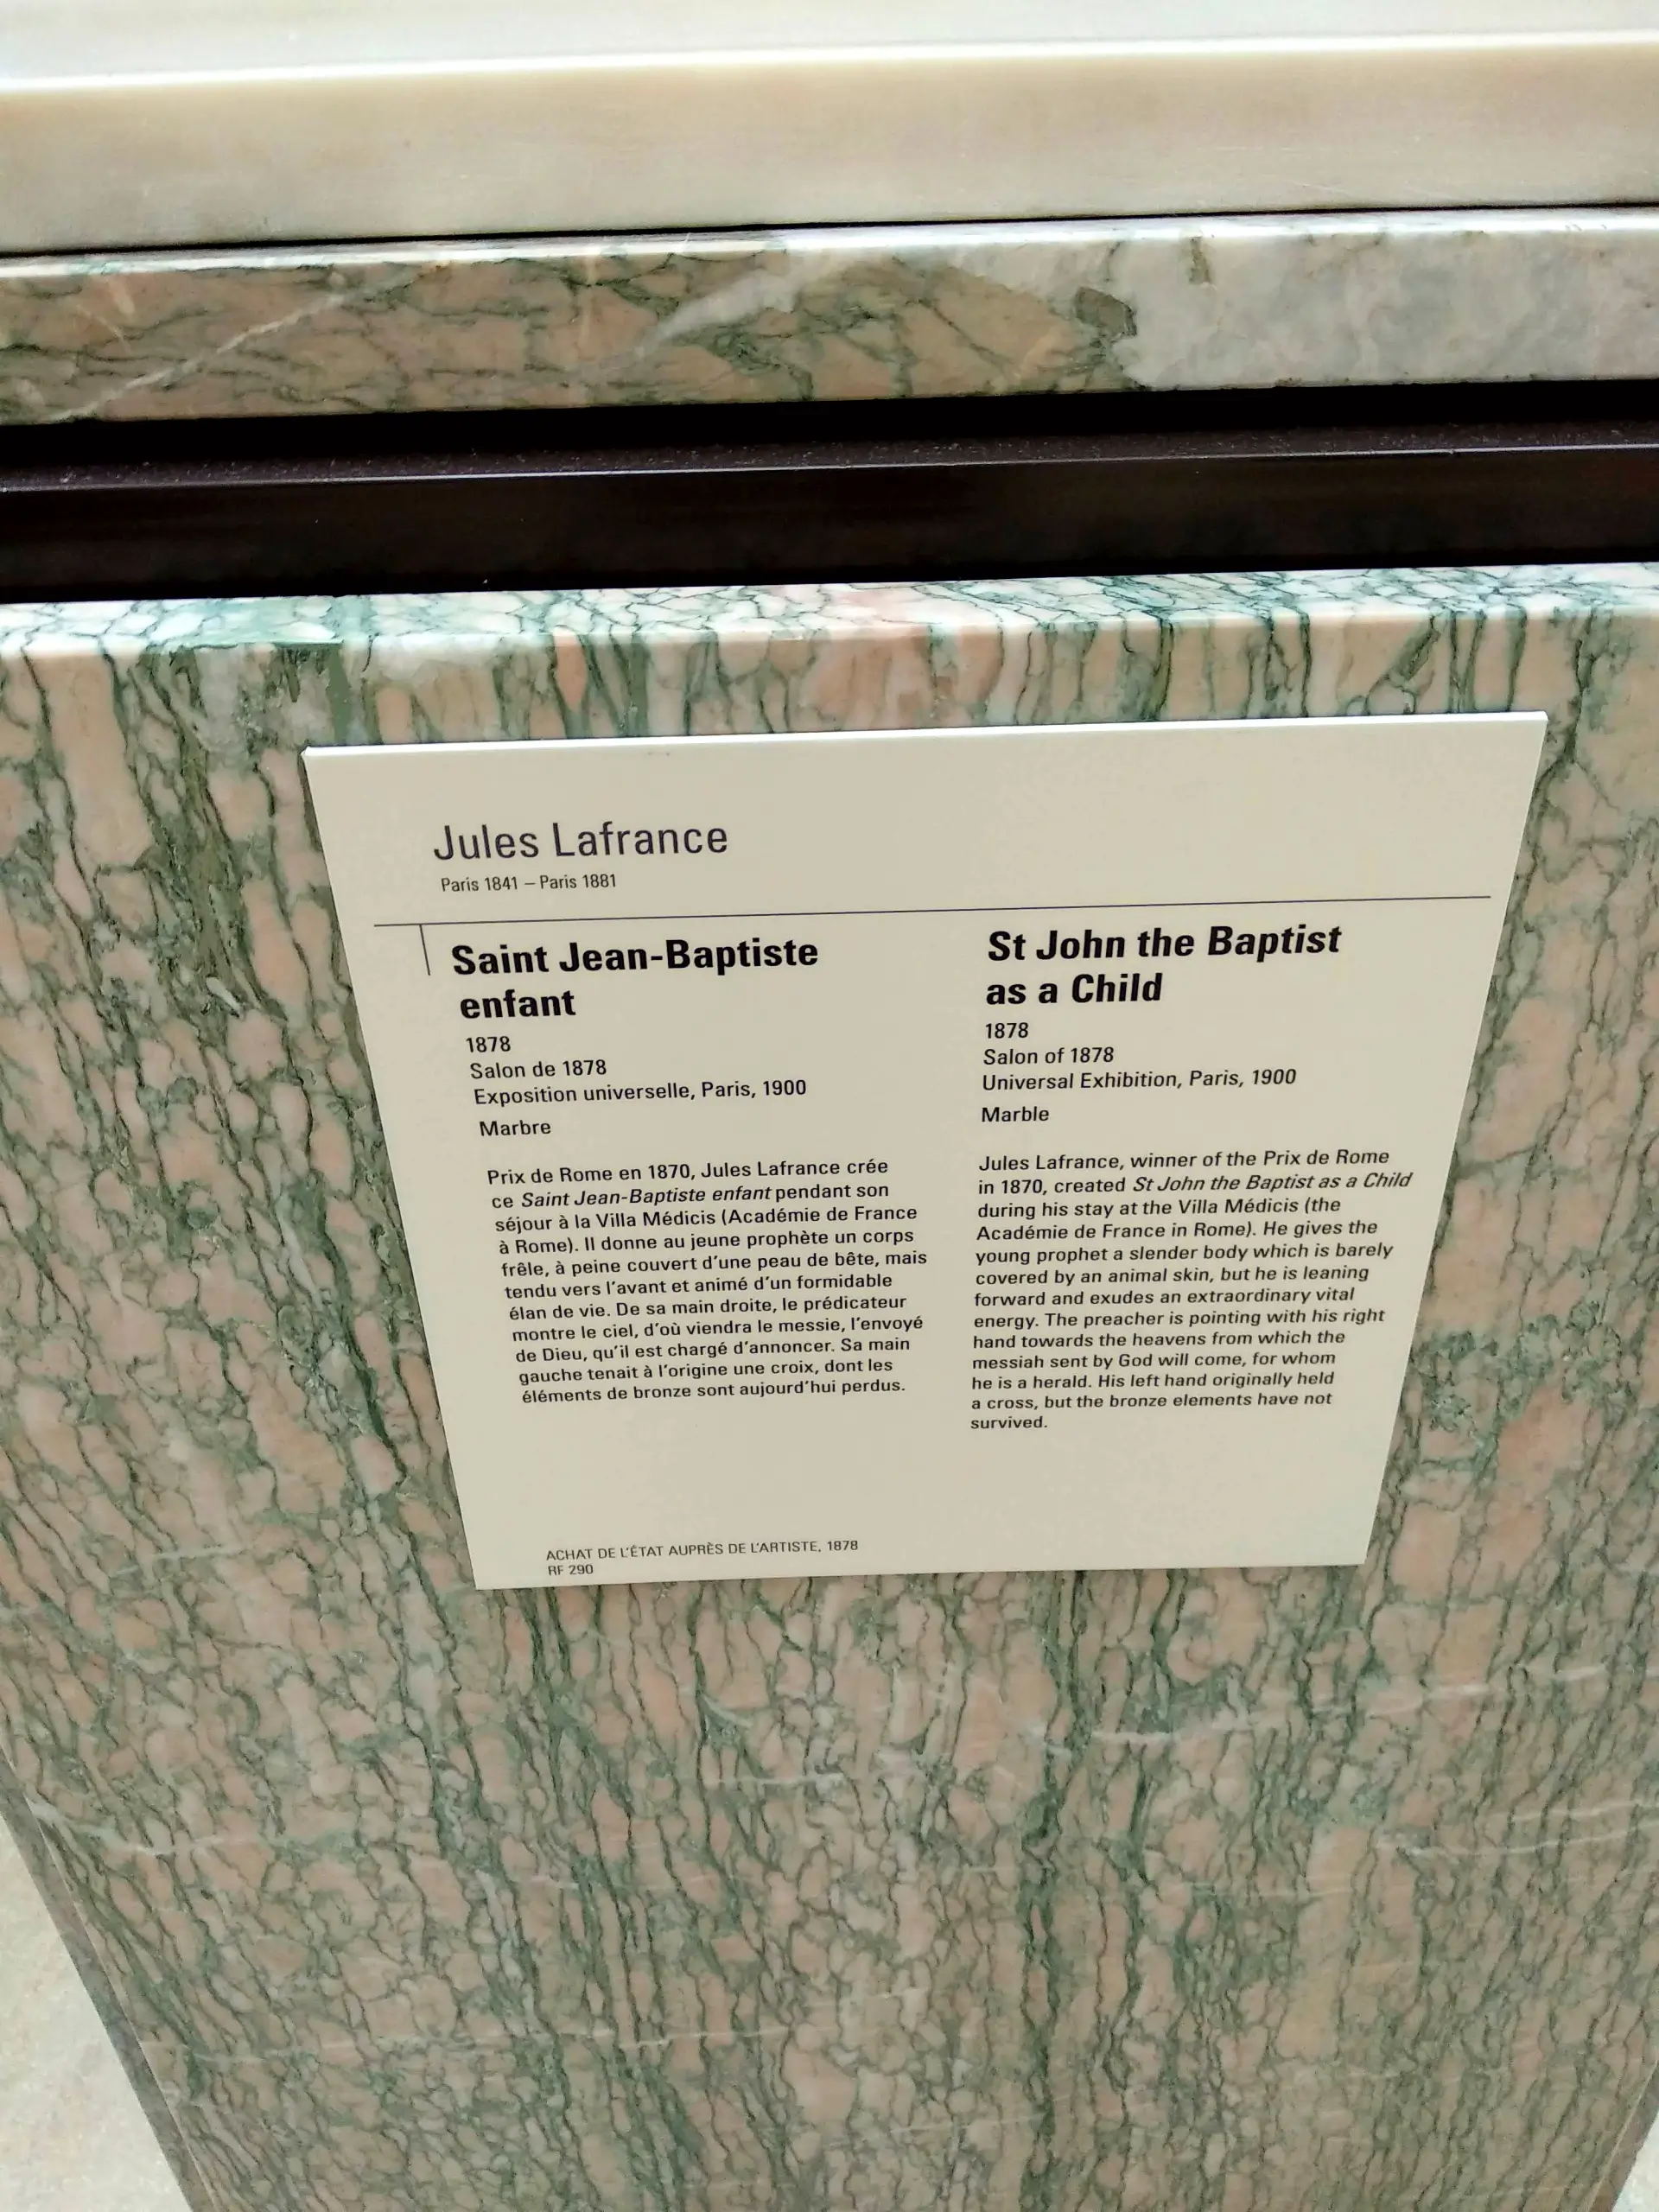 Jules Lafrance
Paris 1841 – Paris 1881
Saint Jean-Baptiste
enfant
1878
Salon de 1878
Exposition universelle, Paris, 1900
Marbre
Prix de Rome en 1870, Jules Lafrance crée
ce Saint Jean-Baptiste enfant pendant son
séjour à la Villa Médicis (Académie de France
à Rome). Il donne au jeune prophète un corps
frêle, à peine couvert d'une peau de bête, mais
tendu vers l'avant et animé d'un formidable
élan de vie. De sa main droite, le prédicateur
montre le ciel, d'où viendra le messie, l'envoyé
de Dieu, qu'il est chargé d'annoncer. Sa main
gauche tenait à l'origine une croix, dont les
éléments de bronze sont aujourd'hui perdus.
St John the Baptist
as a Child
1878
Salon of 1878
Universal Exhibition, Paris, 1900
Marble
Jules Lafrance, winner of the Prix de Rome
in 1870, created St John the Baptist as a Child
during his stay at the Villa Médicis (the
Académie de France in Rome). He gives the
young prophet a slender body which is barely
covered by an animal skin, but he is leaning
forward and exudes an extraordinary vital
energy. The preacher is pointing with his right
hand towards the heavens from which the
messiah sent by God will come, for whom
he is a herald. His left hand originally held
a cross, but the bronze elements have not
survived.
ACHAT DE L'ÉTAT AUPRÈS DE L'ARTISTE, 1878
RF 290